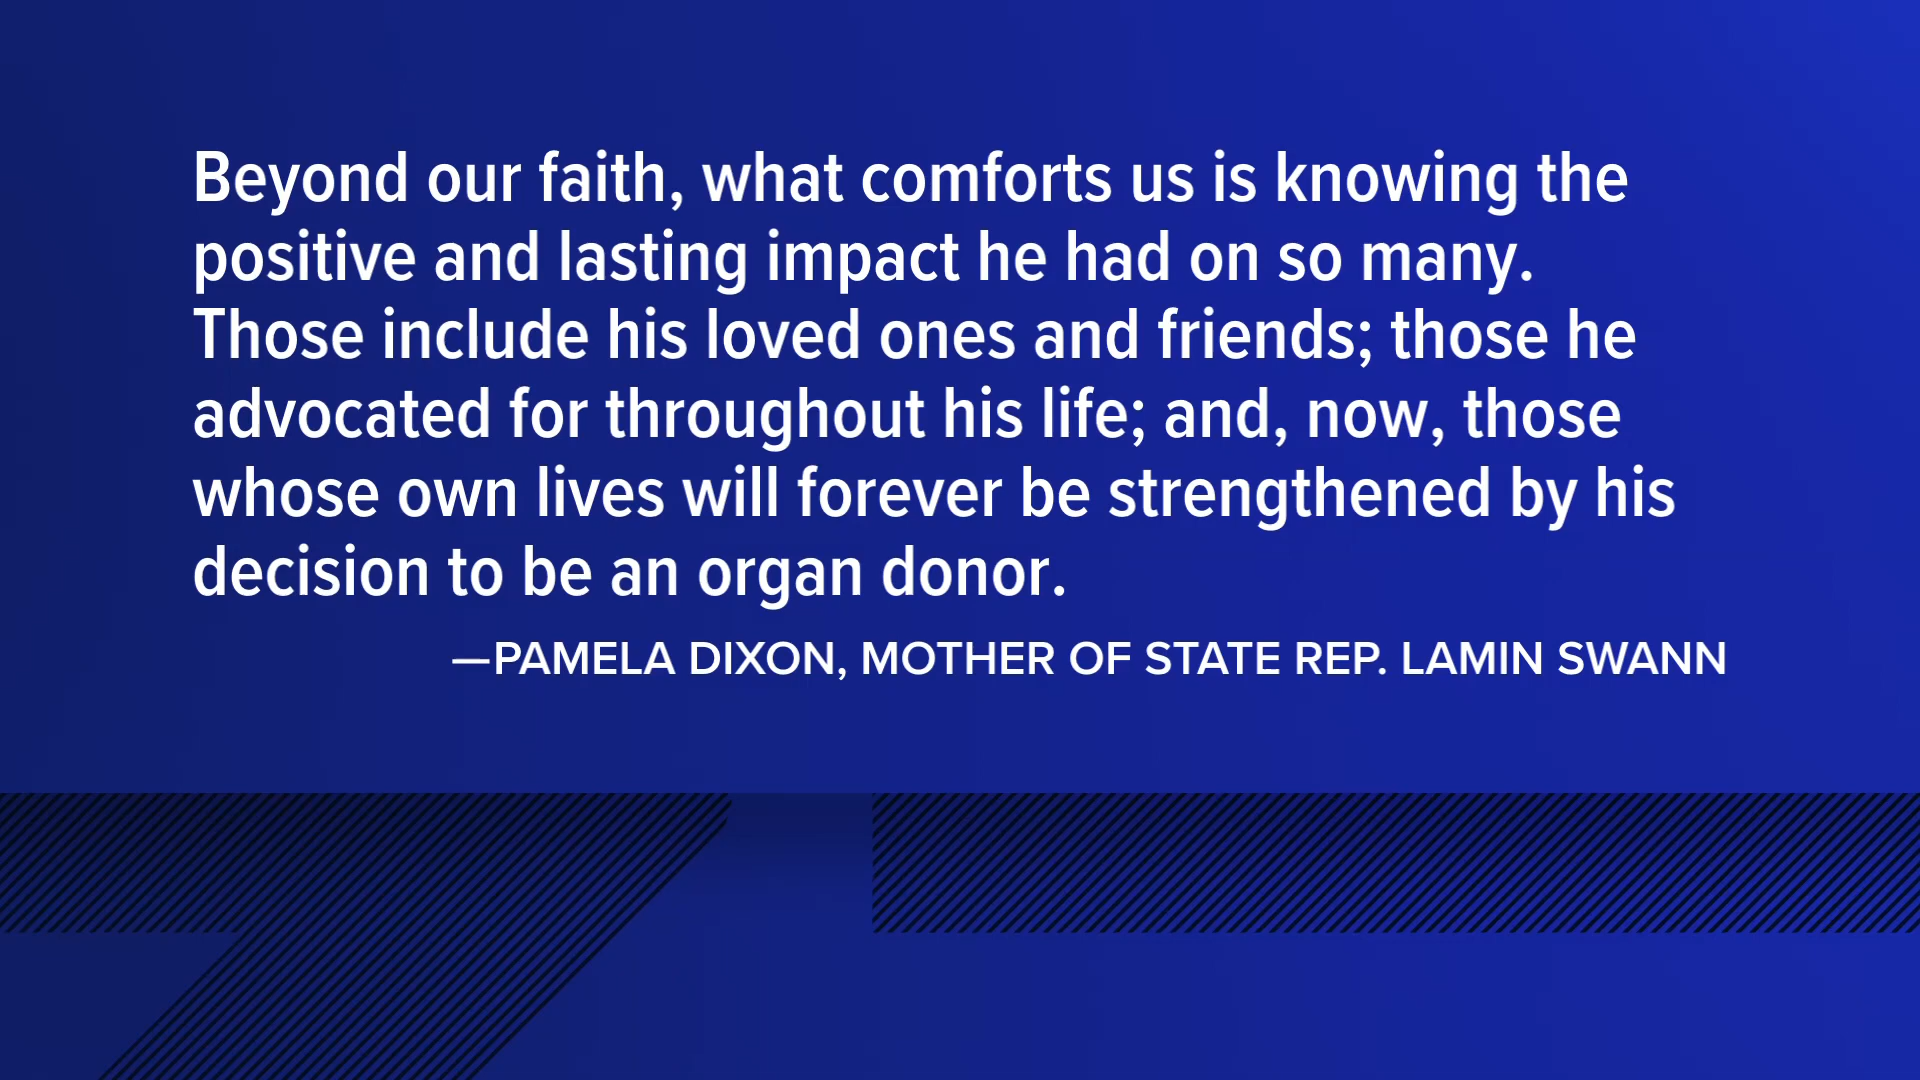 Beyond our faith, what comforts us is knowing the
positive and lasting impact he had on so many.
Those include his loved ones and friends; those he
advocated for throughout his life; and, now, those
whose own lives will forever be strengthened by his
decision to be an organ donor.
—PAMELA DIXON, MOTHER OF STATE REP. LAMIN SWANN